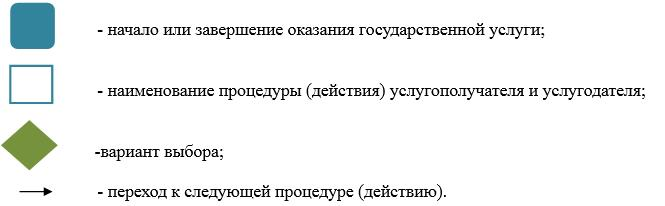 - начало или завершение оказания государственной услуги;
- наименование процедуры (действия) услугополучателя и услугодателя;
-вариант выбора;
- переход к следующей процедуре (действию).